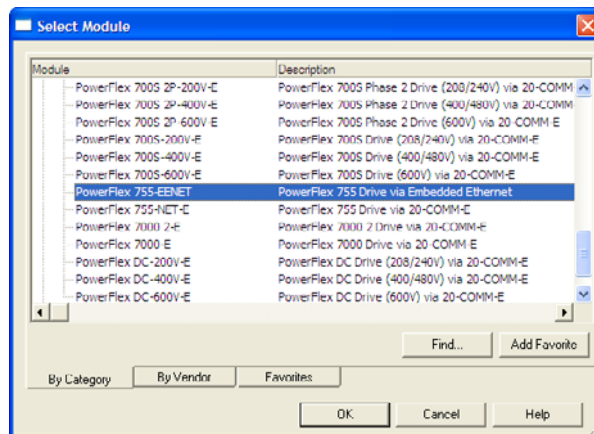 Select Module
Module Description
PowerFlex 700S 2P-200V-E PowerFlex 700S Phase 2 Drive (208/240V) via 20-COMM
PowerFlex 700S 2P-400V-E PowerFlex 700S Phase 2 Drive (400/480V) via 20-COMM
PowerFlex 700S 2P-600V-E PowerFlex 700S Phase 2 Drive (600V) via 20-COMM-E
PowerFlex 700S-200V-E PowerFlex 700S Drive (208/240V) via 20-COMM-E
PowerFlex 700S-400V-E PowerFlex 700S Drive (400/480V) via 20-COMM-E
PowerFlex 700S-600V-E PowerFlex 700S Drive (600V) via 20-COMM-E
PowerFlex 755-EENET PowerFlex 755 Drive via Embedded Ethernet
PowerFlex 755-NET-E PowerFlex 755 Drive via 20-COMM-E
PowerFlex 7000 2-E PowerFlex 7000 2 Drive via 20-COMM-E
PowerFlex 7000-E PowerFlex 7000 Drive via 20-COMM-E
PowerFlex DC-200V-E PowerFlex DC Drive (208/240V) via 20-COMM-E
PowerFlex DC-400V-E PowerFlex DC Drive (400/480V) via 20-COMM-E
PowerFlex DC-600V-E PowerFlex DC Drive (600V) via 20-COMM-E
Find... Add Favorite
By Category By Vendor Favorites
OK Cancel Help